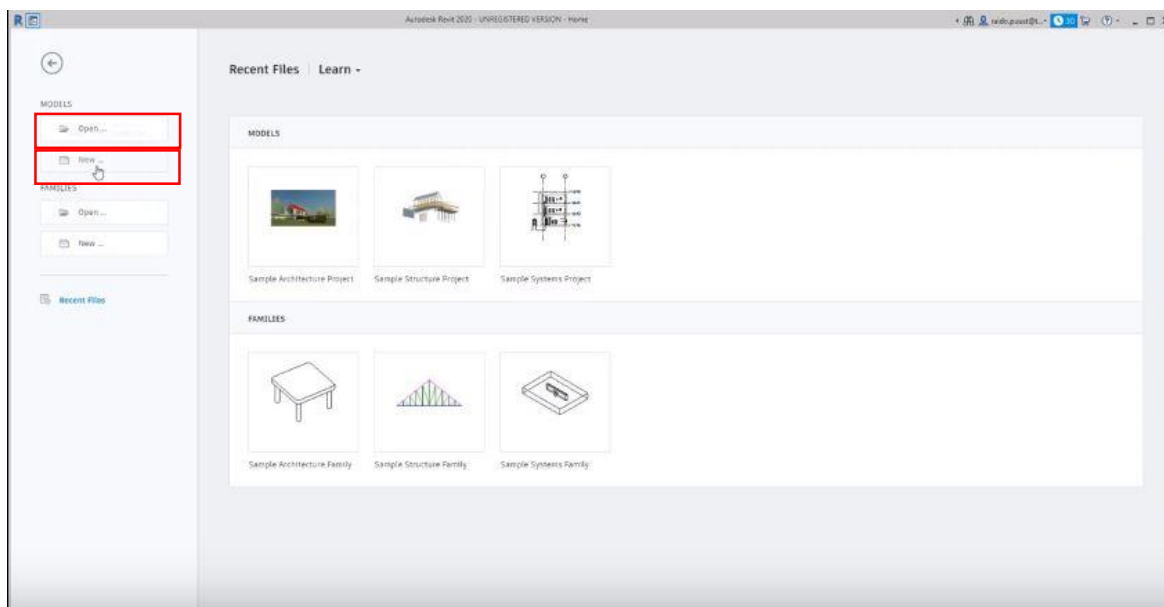 R
Autodesk Revit 2020 - UNREGISTERED VERSION - Home
30
Recent Files | Learn
MODELS
Open ...
New ...
FAMILIES
Open ...
New ...
Recent Files
MODELS
Sample Architecture Project
Sample Structure Project
Sample Systems Project
FAMILIES
Sample Architecture Family
Sample Structure Family
Sample Systems Family